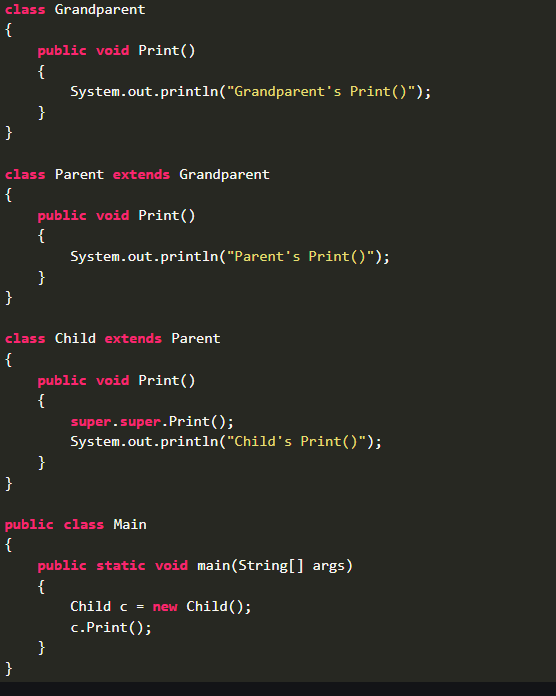 class Grandparent
{
    public void Print()
    {
        System.out.println("Grandparent's Print()");
    }
}

class Parent extends Grandparent
{
    public void Print()
    {
        System.out.println("Parent's Print()");
    }
}

class Child extends Parent
{
    public void Print()
    {
        super.super.Print();
        System.out.println("Child's Print()");
    }
}

public class Main
{
    public static void main(String[] args)
    {
        Child c = new Child();
        c.Print();
    }
}